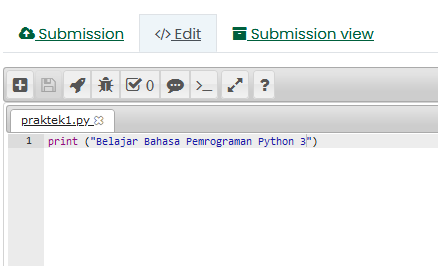 Submission
Edit
Submission view
0
praktek1.py
1 print ("Belajar Bahasa Pemrograman Python 3")